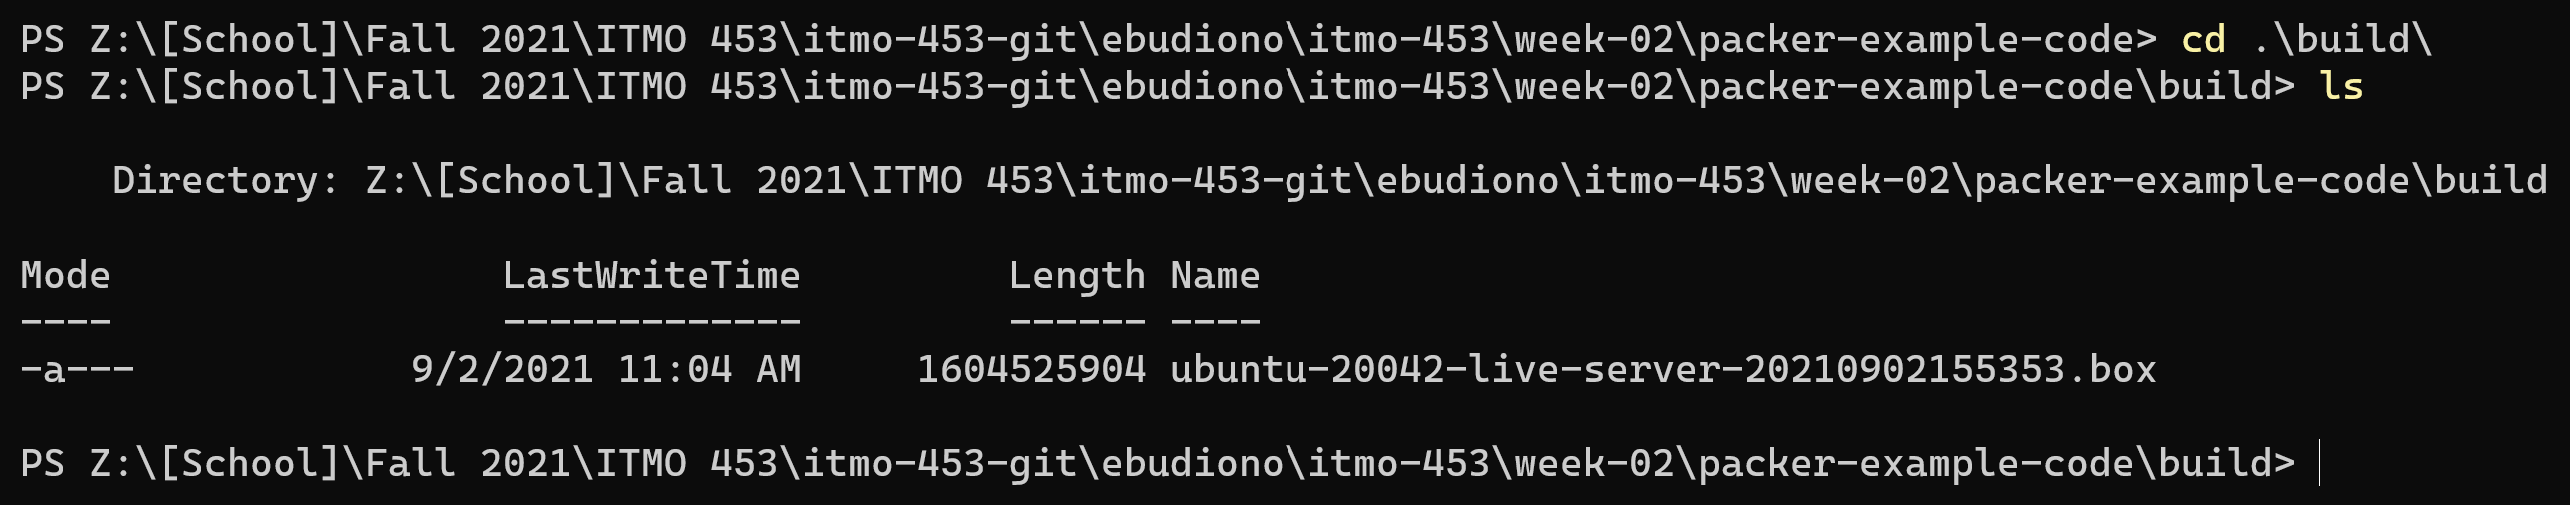 PS Z:\[School]\Fall 2021\ITMO 453\itmo-453-git\ebudiono\itmo-453\week-02\packer-example-code> cd .\build\
PS Z:\[School]\Fall 2021\ITMO 453\itmo-453-git\ebudiono\itmo-453\week-02\packer-example-code\build> ls
    Directory: Z:\[School]\Fall 2021\ITMO 453\itmo-453-git\ebudiono\itmo-453\week-02\packer-example-code\build
Mode                 LastWriteTime         Length Name
----                 -------------         ------ ----
-a---            9/2/2021 11:04 AM     1604525904 ubuntu-20042-live-server-20210902155353.box
PS Z:\[School]\Fall 2021\ITMO 453\itmo-453-git\ebudiono\itmo-453\week-02\packer-example-code\build>